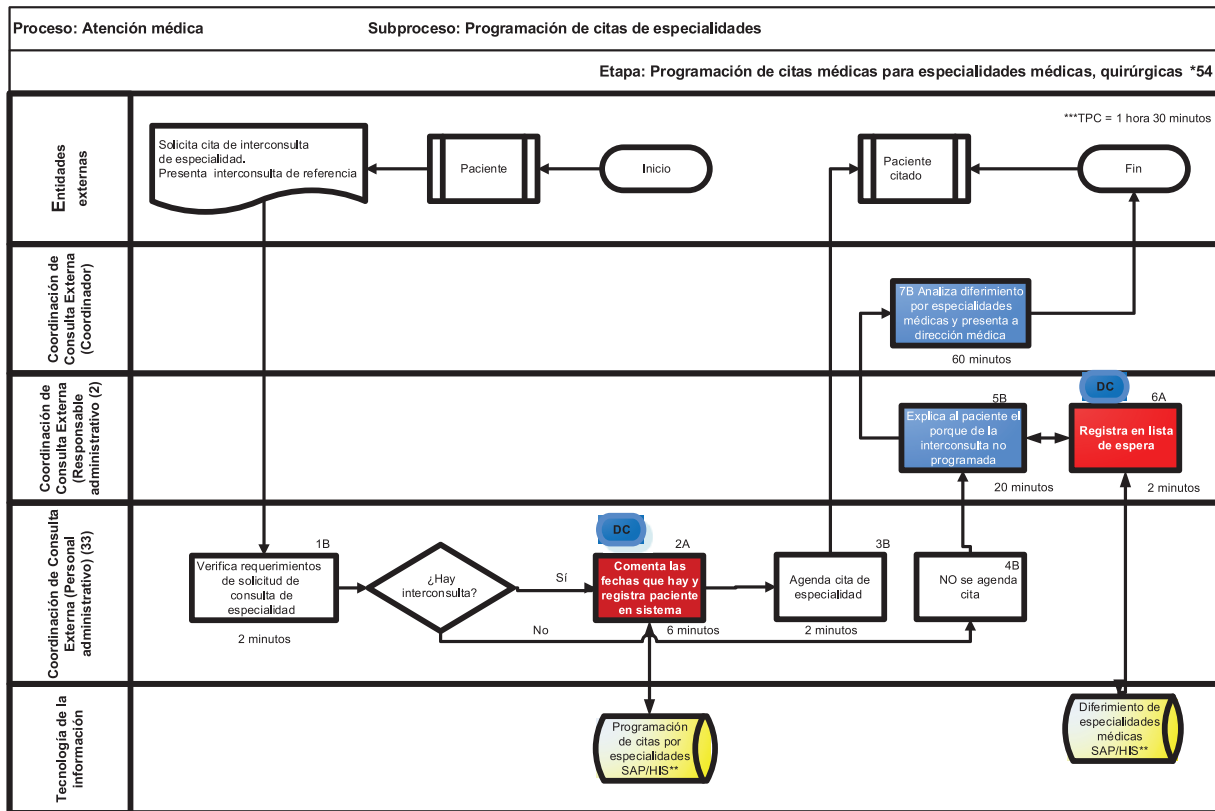 Proceso: Atención médica
Subproceso: Programación de citas de especialidades
Etapa: Programación de citas médicas para especialidades médicas, quirúrgicas *54
Entidades
externas
***TPC = 1 hora 30 minutos
Solicita cita de interconsulta
de especialidad.
Presenta interconsulta de referencia
Paciente
Inicio
Paciente
citado
Fin
Coordinación de
Consulta Externa
(Coordinador)
7B Analiza diferimiento
por especialidades
médicas y presenta a
dirección médica
60 minutos
Coordinación de
Consulta Externa
(Responsable
administrativo (2)
5B
Explica al paciente el
porque de la
interconsulta no
programada
20 minutos
DC
6A
Registra en lista
de espera
2 minutos
Coordinación de Consulta
Externa (Personal
administrativo) (33)
1B
Verifica requerimientos
de solicitud de
consulta de
especialidad
2 minutos
¿Hay
interconsulta?
Sí
No
DC
2A
Comenta las
fechas que hay y
registra paciente
en sistema
6 minutos
3B
Agenda cita de
especialidad
2 minutos
4B
NO se agenda
cita
Tecnología de la
información
Programación
de citas por
especialidades
SAP/HIS**
Diferimiento de
especialidades
médicas
SAP/HIS**